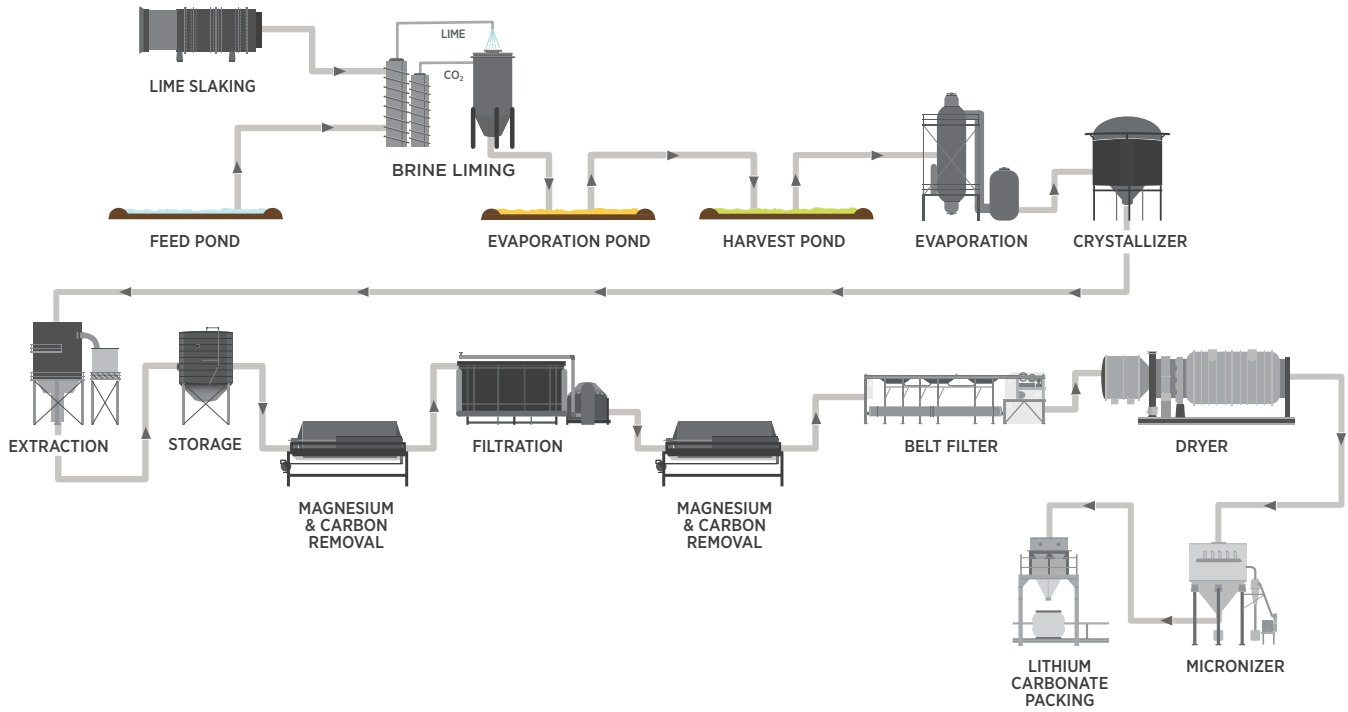 LIME
CO₂
LIME SLAKING
BRINE LIMING
FEED POND
EVAPORATION POND
HARVEST POND
EVAPORATION
CRYSTALLIZER
EXTRACTION
STORAGE
MAGNESIUM
& CARBON
REMOVAL
FILTRATION
MAGNESIUM
& CARBON
REMOVAL
BELT FILTER
DRYER
LITHIUM
CARBONATE
PACKING
MICRONIZER